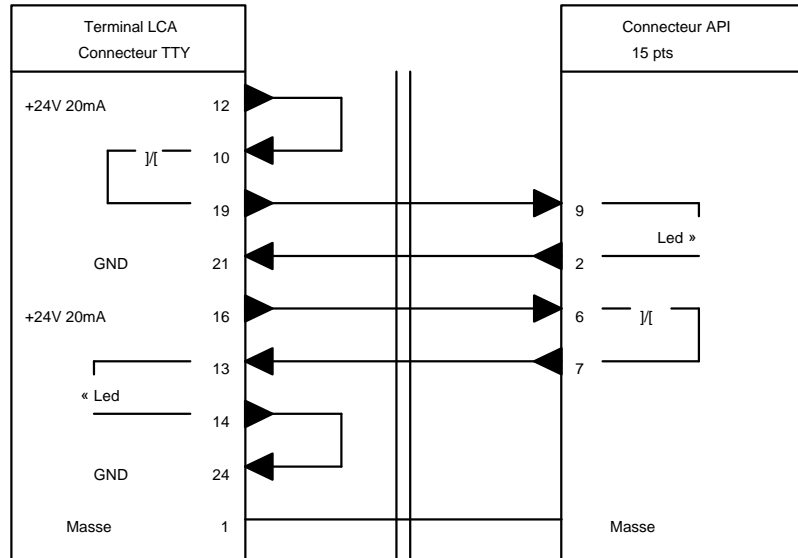 Terminal LCA
Connecteur TTY
Connecteur API
15 pts
+24V 20mA 12
]/[ 10
19 9
Led »
GND 21 2
+24V 20mA 16 6 ]/[
13 7
« Led
14
GND 24
Masse 1 Masse